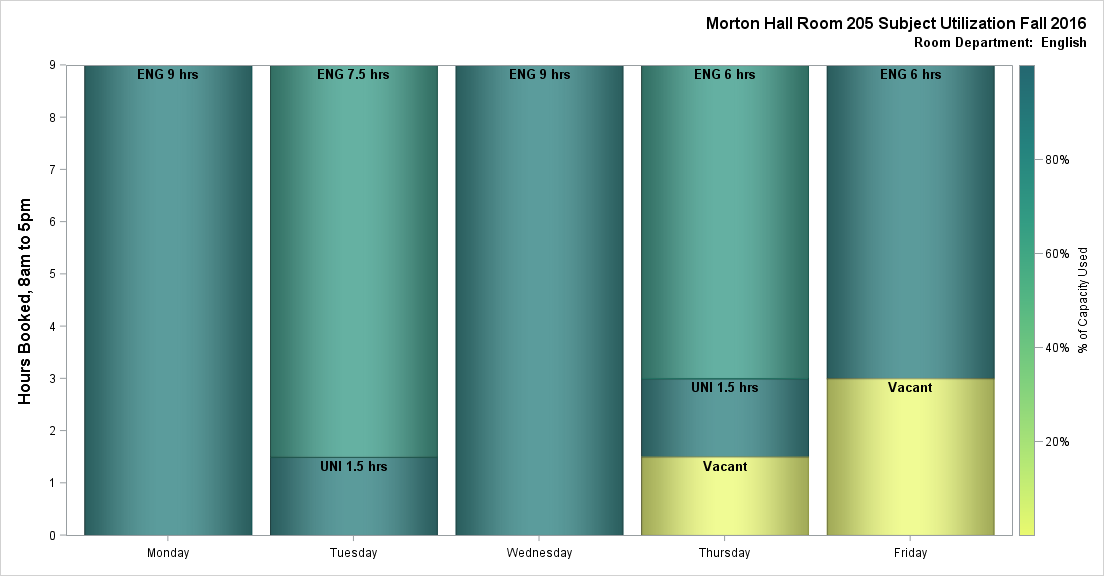 Morton Hall Room 205 Subject Utilization Fall 2016
Room Department:  English
Hours Booked, 8am to 5pm
9
8
7
6
5
4
3
2
1
0
ENG 9 hrs
ENG 7.5 hrs
UNI 1.5 hrs
ENG 9 hrs
ENG 6 hrs
UNI 1.5 hrs
Vacant
ENG 6 hrs
Vacant
Monday
Tuesday
Wednesday
Thursday
Friday
80%
60%
40%
20%
% of Capacity Used